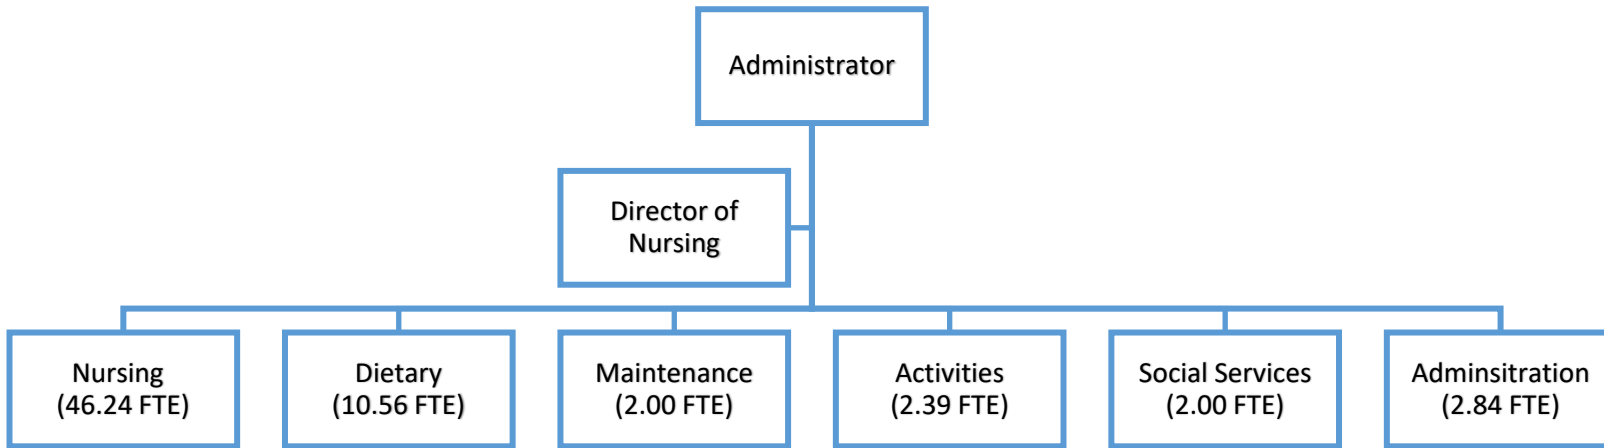 Administrator
Director of
Nursing
Nursing
(46.24 FTE)
Dietary
(10.56 FTE)
Maintenance
(2.00 FTE)
Activities
(2.39 FTE)
Social Services
(2.00 FTE)
Adminsitration
(2.84 FTE)